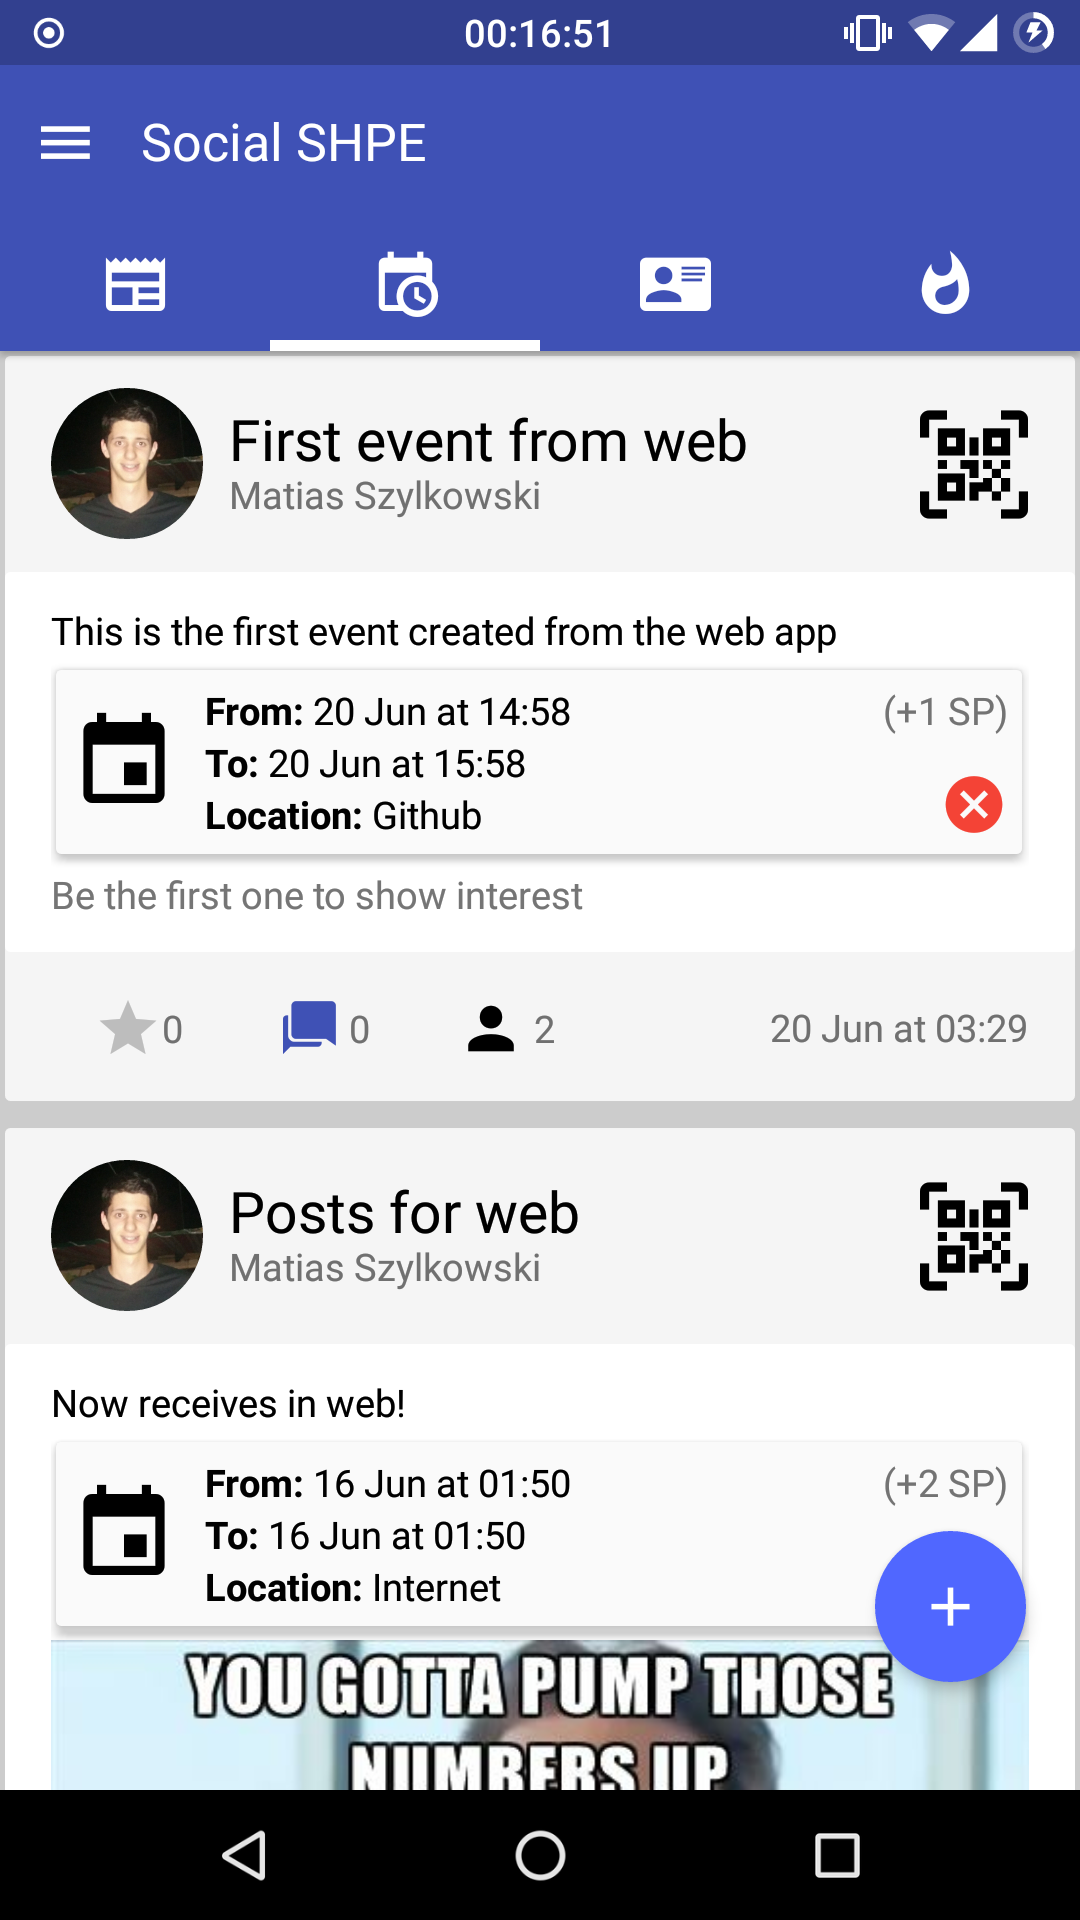 00:16:51
Social SHPE
First event from web
Matias Szylkowski
This is the first event created from the web app
From: 20 Jun at 14:58
(+1 SP)
To: 20 Jun at 15:58
Location: Github
Be the first one to show interest
0
0
2
20 Jun at 03:29
Posts for web
Matias Szylkowski
Now receives in web!
From: 16 Jun at 01:50
(+2 SP)
To: 16 Jun at 01:50
Location: Internet
YOU GOTTA PUMP THOSE
NUMBERS UP